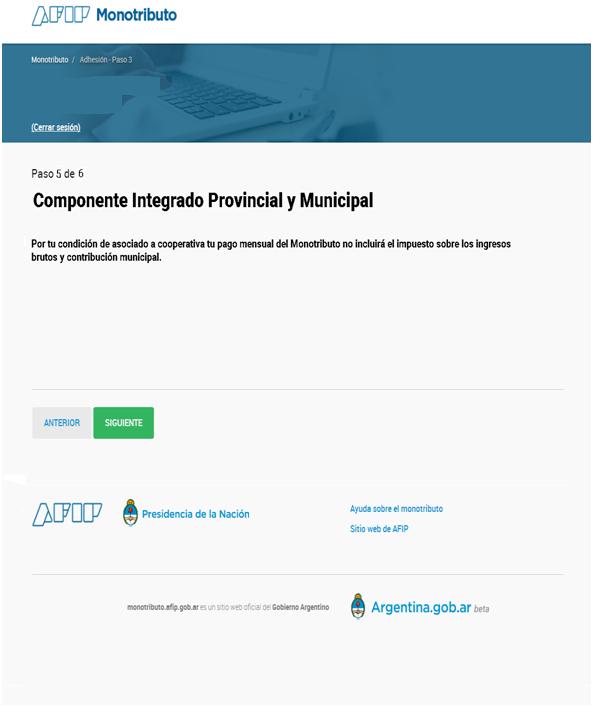 AFIP Monotributo
Monotributo / Adhesión - Paso 3
(Cerrar sesión)
Paso 5 de 6
Componente Integrado Provincial y Municipal
Por tu condición de asociado a cooperativa tu pago mensual del Monotributo no incluirá el impuesto sobre los ingresos
brutos y contribución municipal.
ANTERIOR SIGUIENTE
AFIP Presidencia de la Nación
Ayuda sobre el monotributo
Sitio web de AFIP
monotributo.afip.gob.ar es un sitio web oficial del Gobierno Argentino
Argentina.gob.ar beta